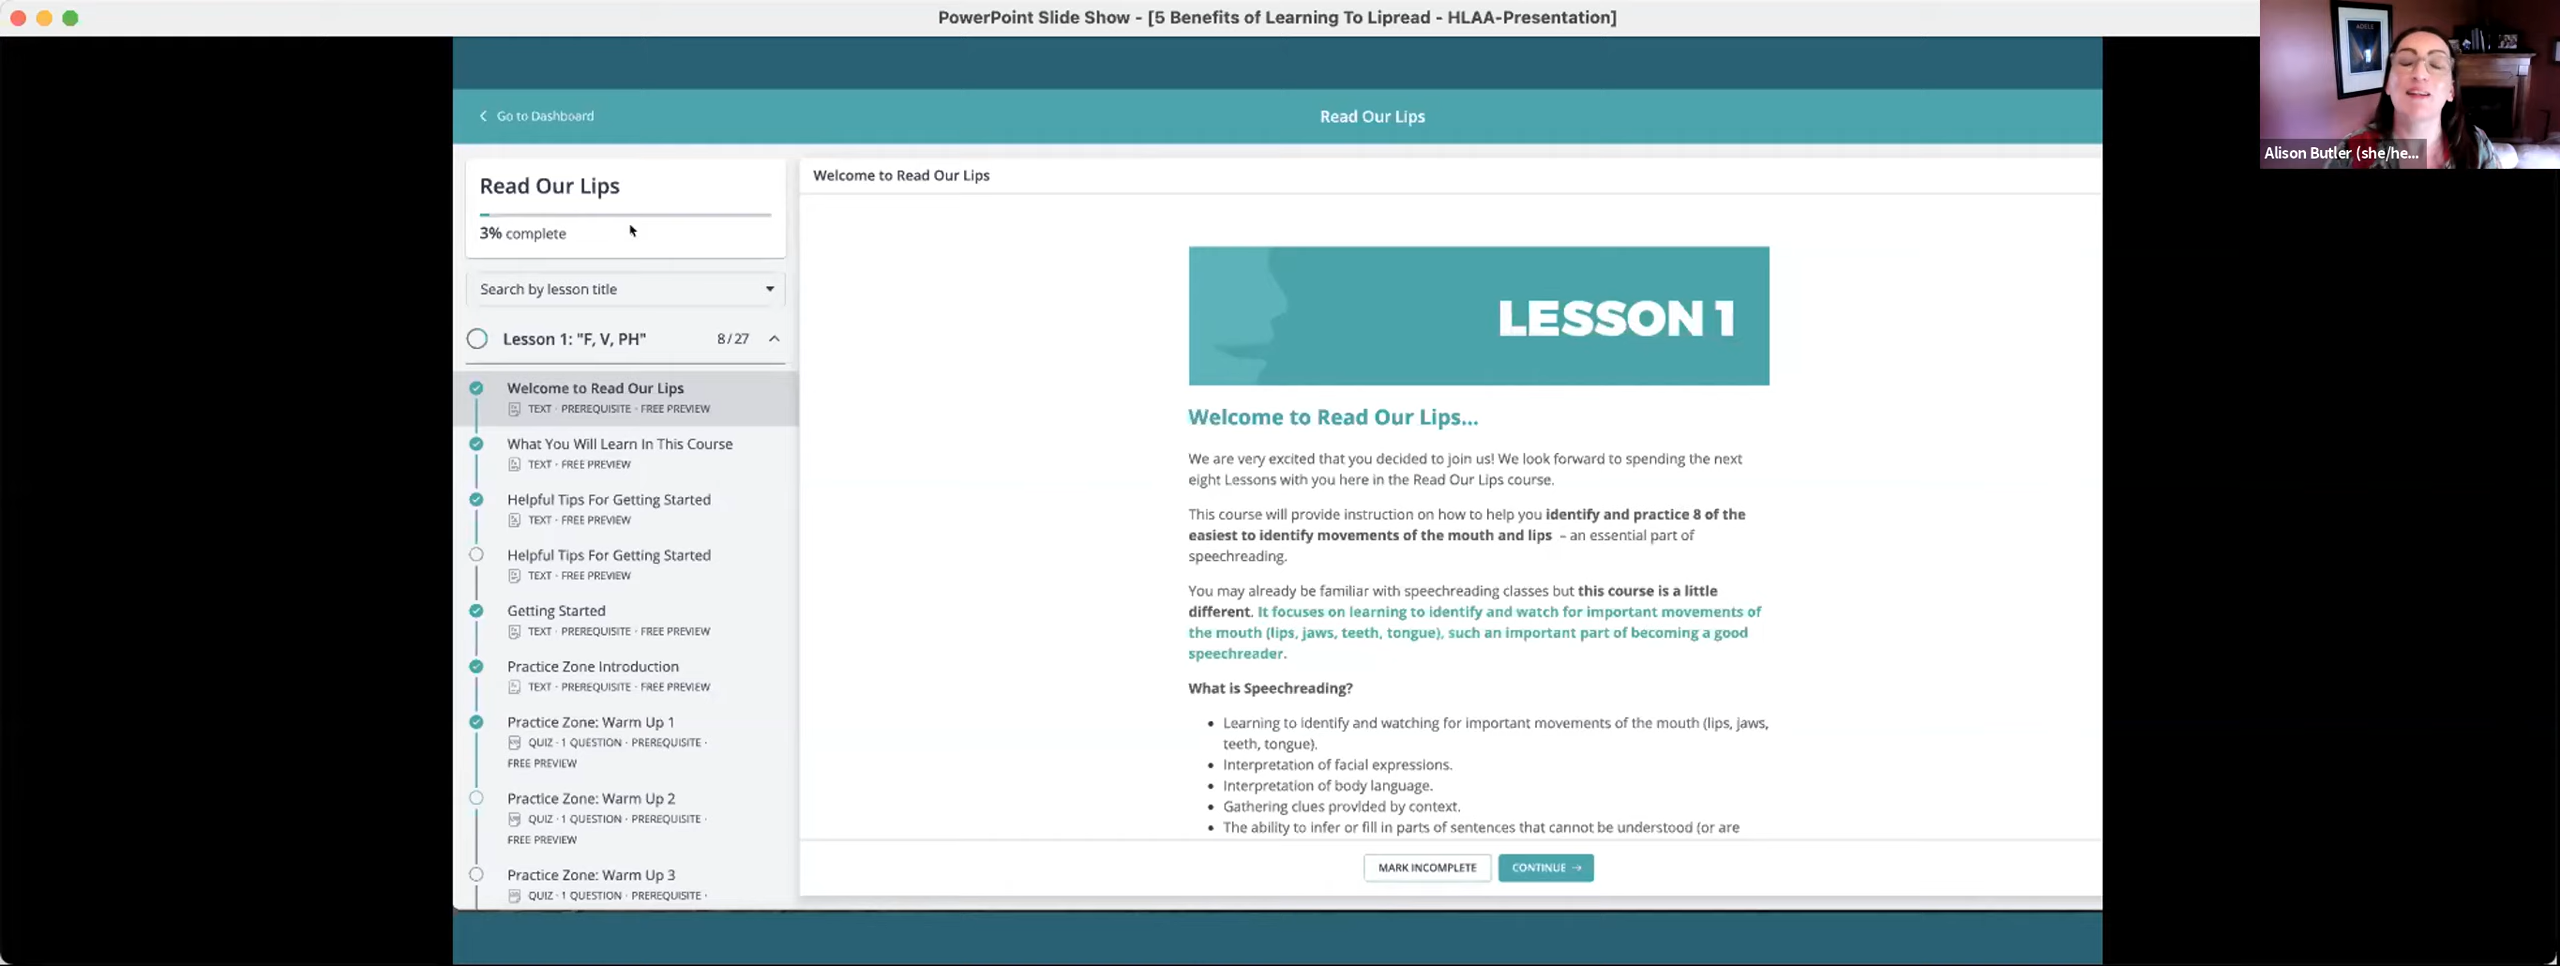 PowerPoint Slide Show - [5 Benefits of Learning To Lipread - HLAA-Presentation]
ADELE
Alison Butler (she/he...
Go to Dashboard
Read Our Lips
Read Our Lips
3% complete
Search by lesson title
Lesson 1: "F, V, PH" 8 / 27
Welcome to Read Our Lips
TEXT · PREREQUISITE · FREE PREVIEW
What You Will Learn In This Course
TEXT · FREE PREVIEW
Helpful Tips For Getting Started
TEXT · FREE PREVIEW
Helpful Tips For Getting Started
TEXT · FREE PREVIEW
Getting Started
TEXT · PREREQUISITE · FREE PREVIEW
Practice Zone Introduction
TEXT · PREREQUISITE · FREE PREVIEW
Practice Zone: Warm Up 1
QUIZ · 1 QUESTION · PREREQUISITE ·
FREE PREVIEW
Practice Zone: Warm Up 2
QUIZ · 1 QUESTION · PREREQUISITE ·
FREE PREVIEW
Practice Zone: Warm Up 3
QUIZ · 1 QUESTION · PREREQUISITE ·
Welcome to Read Our Lips
LESSON 1
Welcome to Read Our Lips...
We are very excited that you decided to join us! We look forward to spending the next
eight Lessons with you here in the Read Our Lips course.
This course will provide instruction on how to help you identify and practice 8 of the
easiest to identify movements of the mouth and lips – an essential part of
speechreading.
You may already be familiar with speechreading classes but this course is a little
different. It focuses on learning to identify and watch for important movements of
the mouth (lips, jaws, teeth, tongue), such an important part of becoming a good
speechreader.
What is Speechreading?
• Learning to identify and watching for important movements of the mouth (lips, jaws,
teeth, tongue).
• Interpretation of facial expressions.
• Interpretation of body language.
• Gathering clues provided by context.
• The ability to infer or fill in parts of sentences that cannot be understood (or are
MARK INCOMPLETE
CONTINUE →